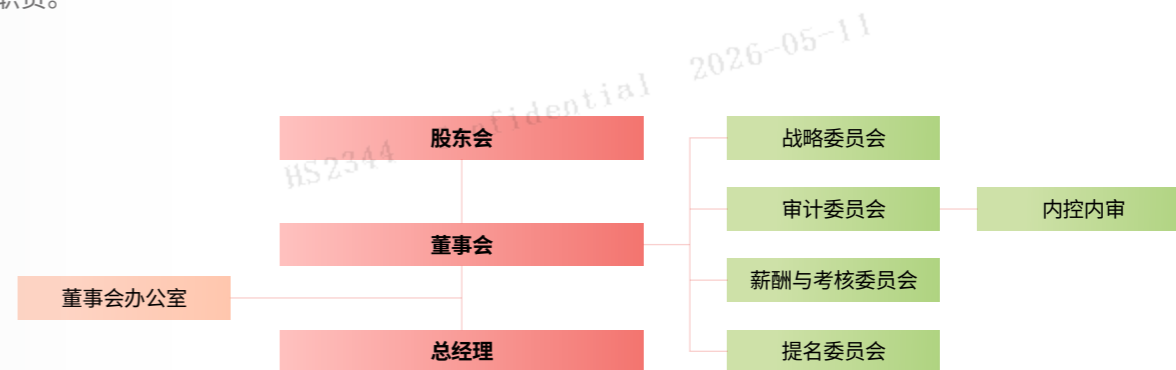 职责。
HS2344 Confidential 2026-05-11
股东会
战略委员会
审计委员会
内控内审
董事会
薪酬与考核委员会
董事会办公室
总经理
提名委员会